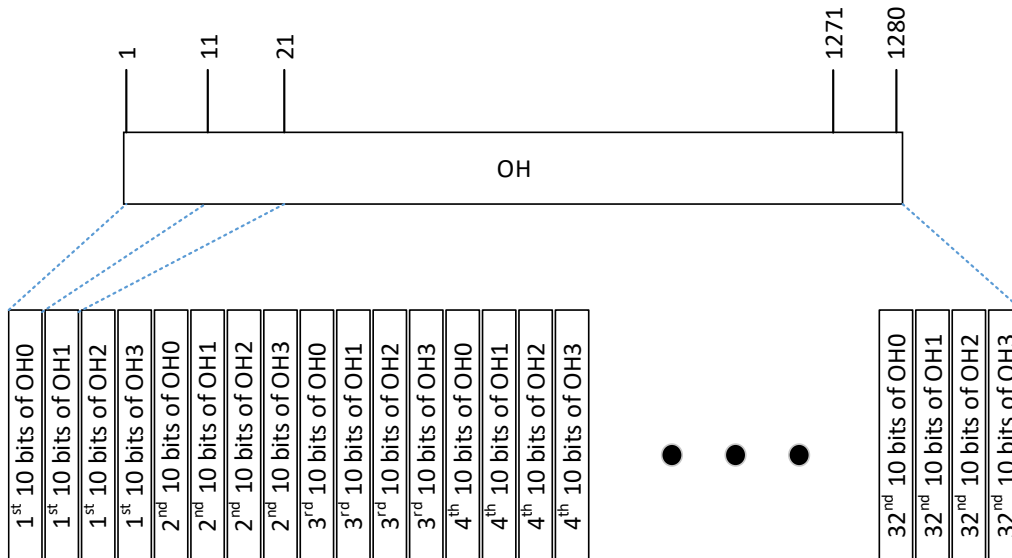 1
11
21
1271
1280
OH
1st 10 bits of OH0
1st 10 bits of OH1
1st 10 bits of OH2
1st 10 bits of OH3
2nd 10 bits of OH0
2nd 10 bits of OH1
2nd 10 bits of OH2
2nd 10 bits of OH3
3rd 10 bits of OH0
3rd 10 bits of OH1
3rd 10 bits of OH2
3rd 10 bits of OH3
4th 10 bits of OH0
4th 10 bits of OH1
4th 10 bits of OH2
4th 10 bits of OH3
32nd 10 bits of OH0
32nd 10 bits of OH1
32nd 10 bits of OH2
32nd 10 bits of OH3